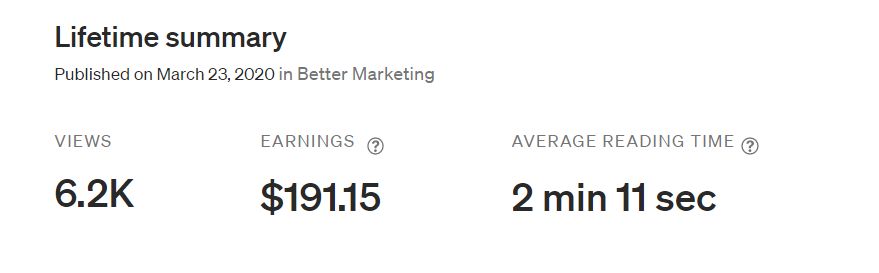 Lifetime summary
Published on March 23, 2020 in Better Marketing
VIEWS EARNINGS ? AVERAGE READING TIME ?
6.2K $191.15 2 min 11 sec